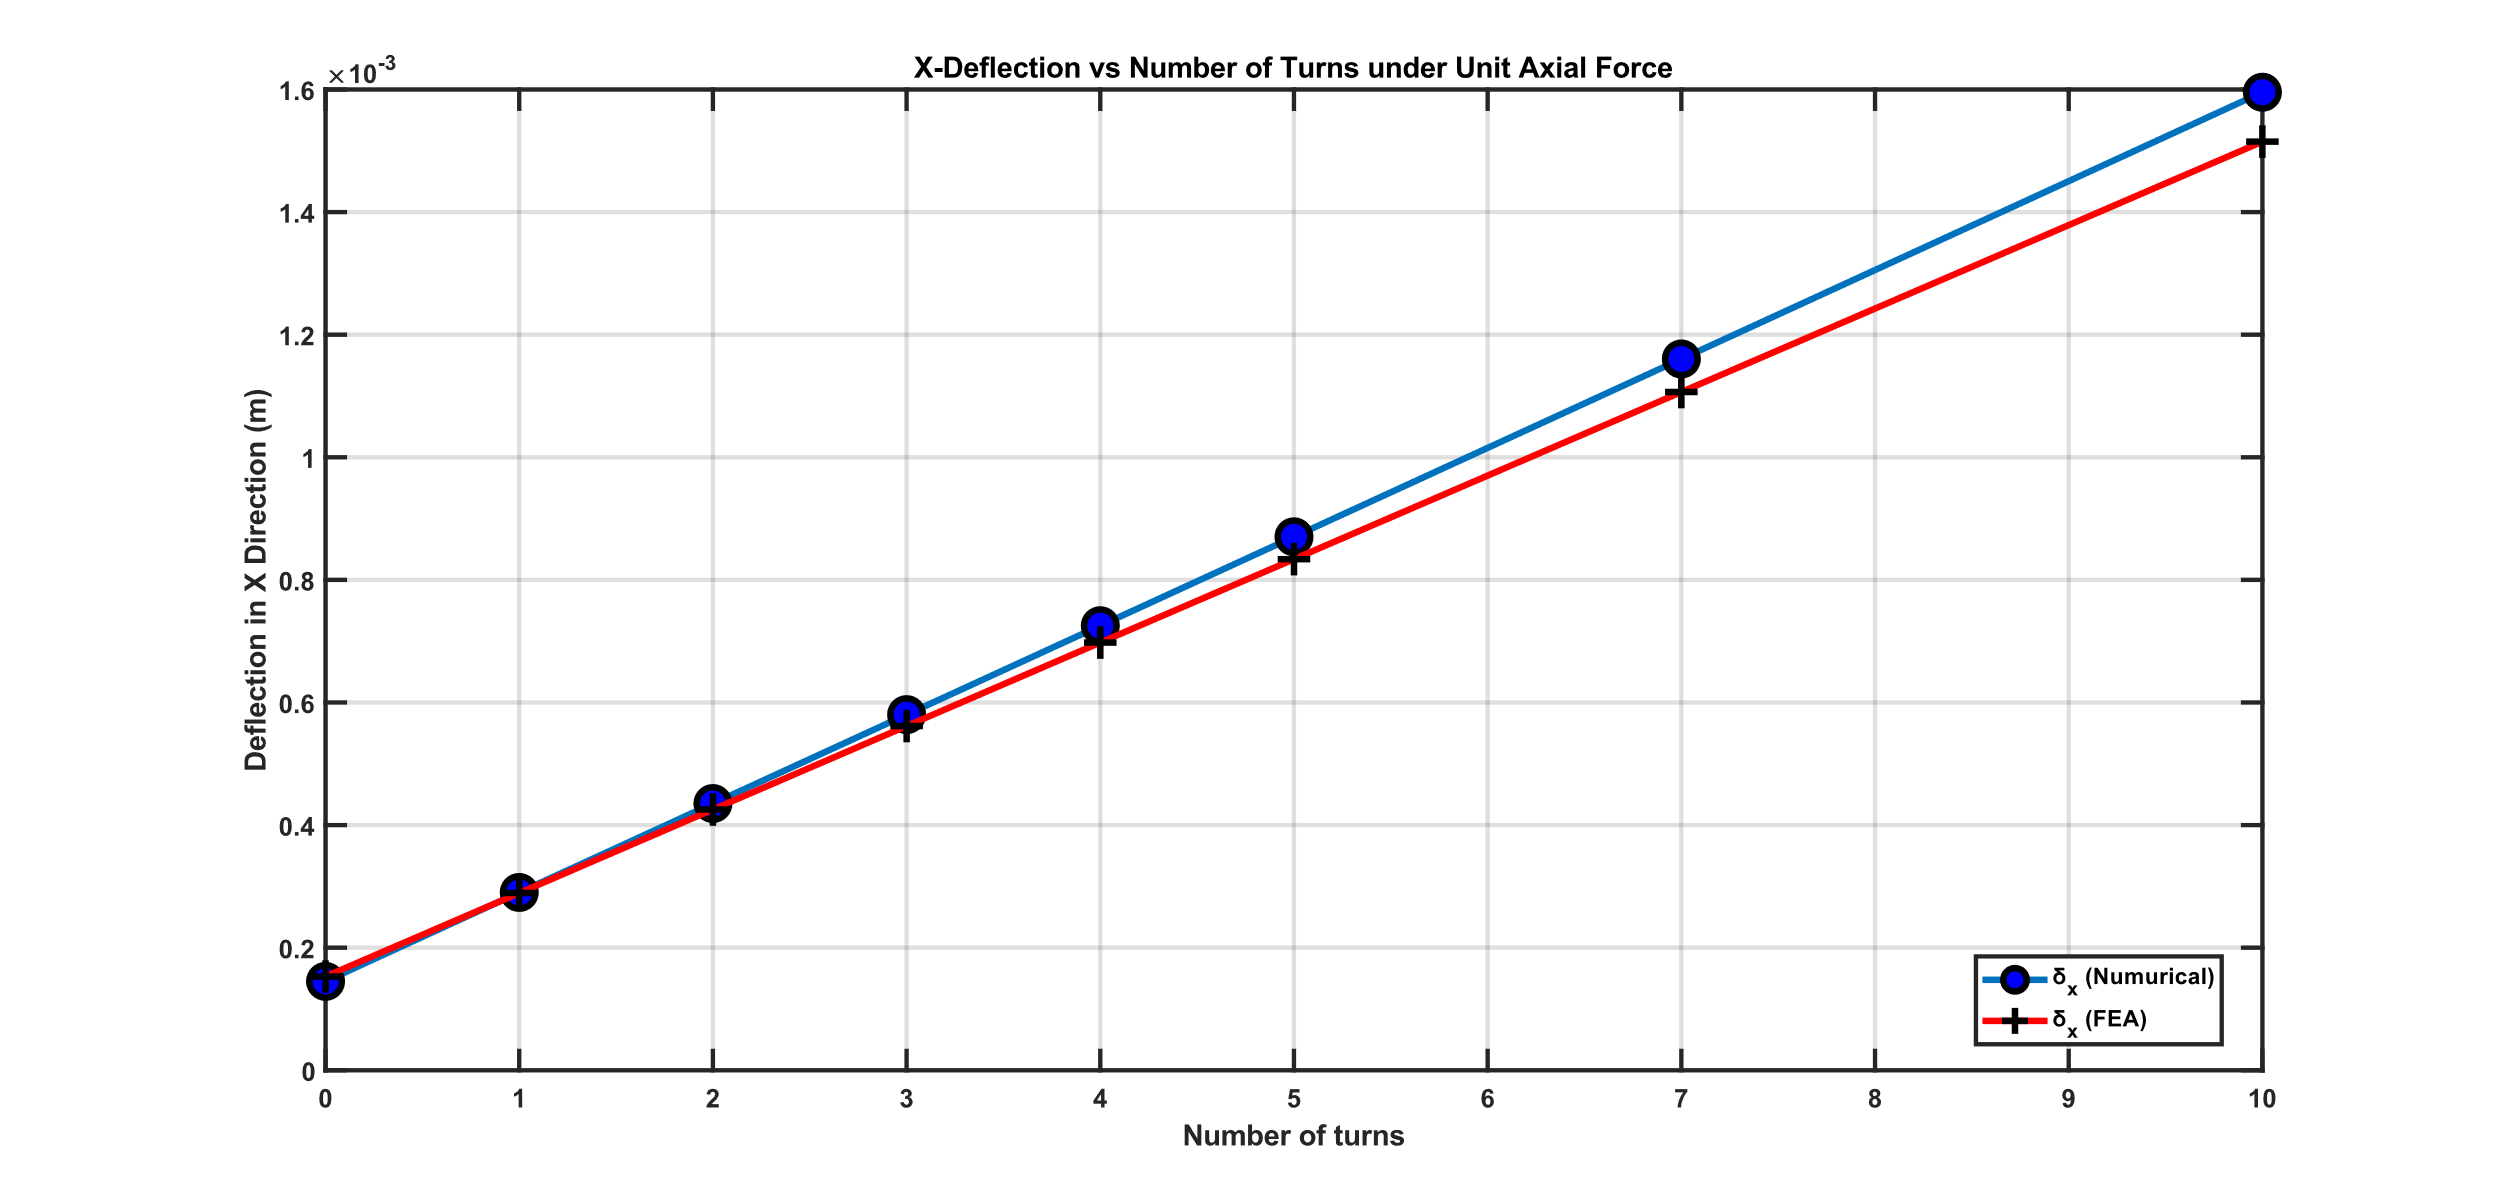 X-Deflection vs Number of Turns under Unit Axial Force
×10-3
1.6
1.4
1.2
1
0.8
0.6
0.4
0.2
0
Deflection in X Direction (m)
0 1 2 3 4 5 6 7 8 9 10
Number of turns
δx (Numurical)
δx (FEA)